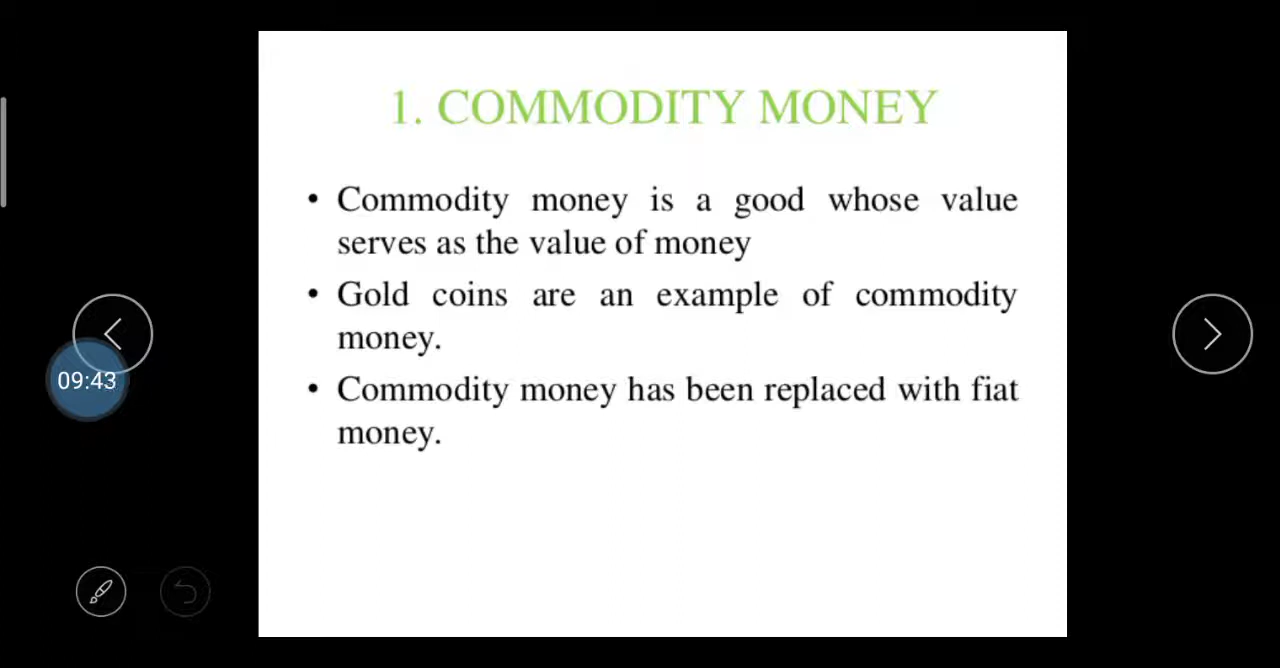 1. COMMODITY MONEY
• Commodity money is a good whose value
serves as the value of money
• Gold coins are an example of commodity
money.
• Commodity money has been replaced with fiat
money.
09:43